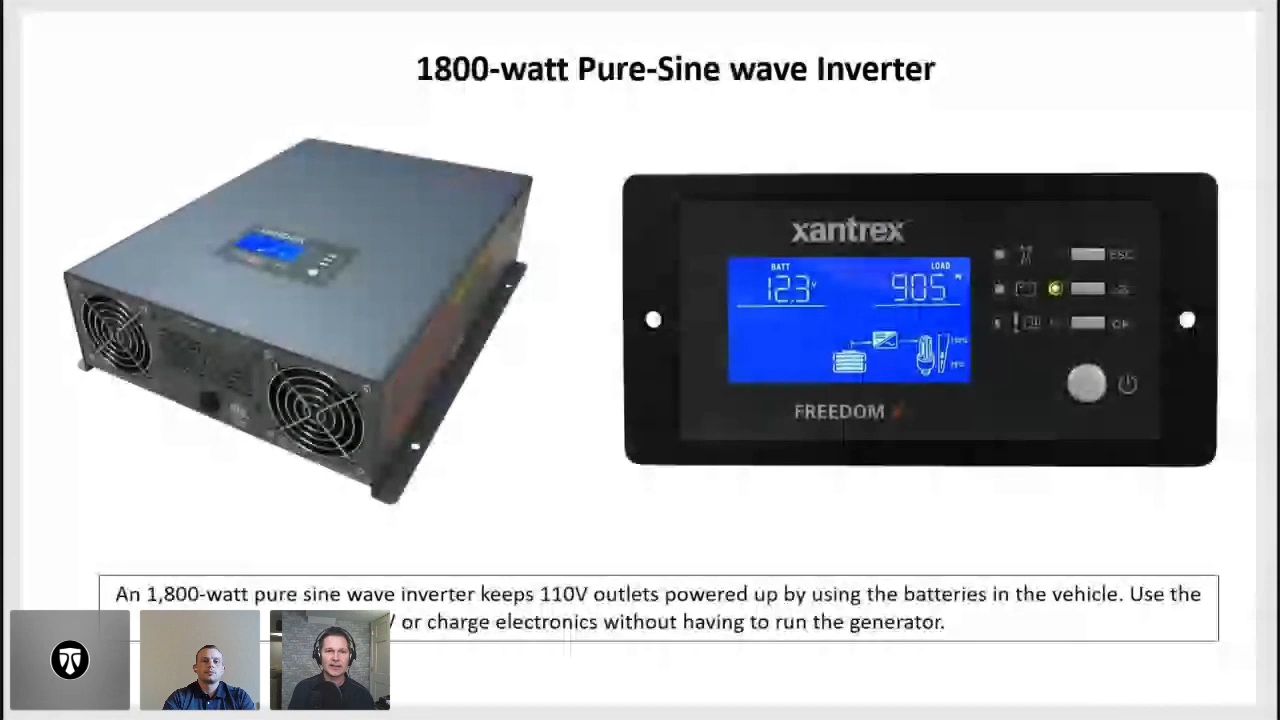 1800-watt Pure-Sine wave Inverter
xantrex
BATT
LOAD
12.3 V
905 W
ESC
FREEDOM X
An 1,800-watt pure sine wave inverter keeps 110V outlets powered up by using the batteries in the vehicle. Use the
or charge electronics without having to run the generator.